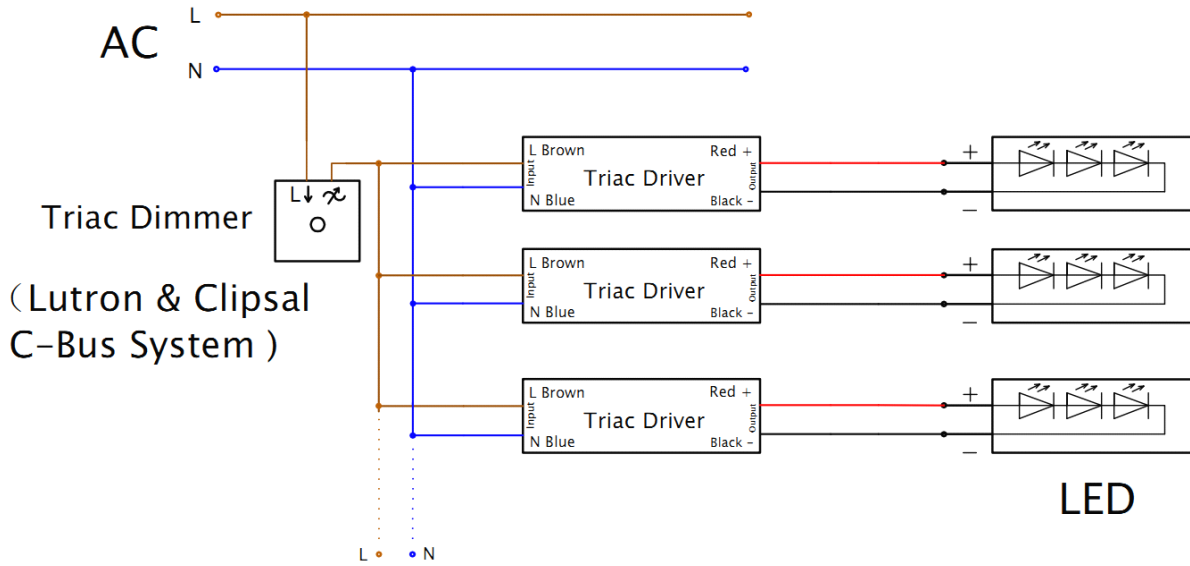 L
AC
N
L Brown
Red +
Input
Triac Driver
Output
N Blue
Black -
+
−
L
Triac Dimmer
(Lutron & Clipsal
C-Bus System )
L Brown
Red +
Input
Triac Driver
Output
N Blue
Black -
+
−
L Brown
Red +
Input
Triac Driver
Output
N Blue
Black -
+
−
LED
L
N